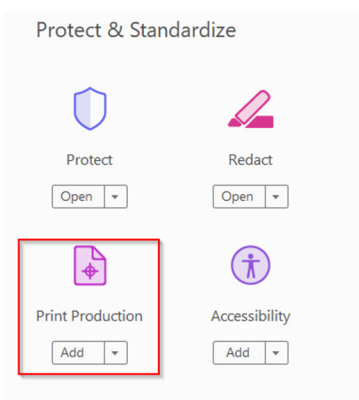 Protect & Standardize
Protect
Redact
Open
Open
Print Production
Accessibility
Add
Add